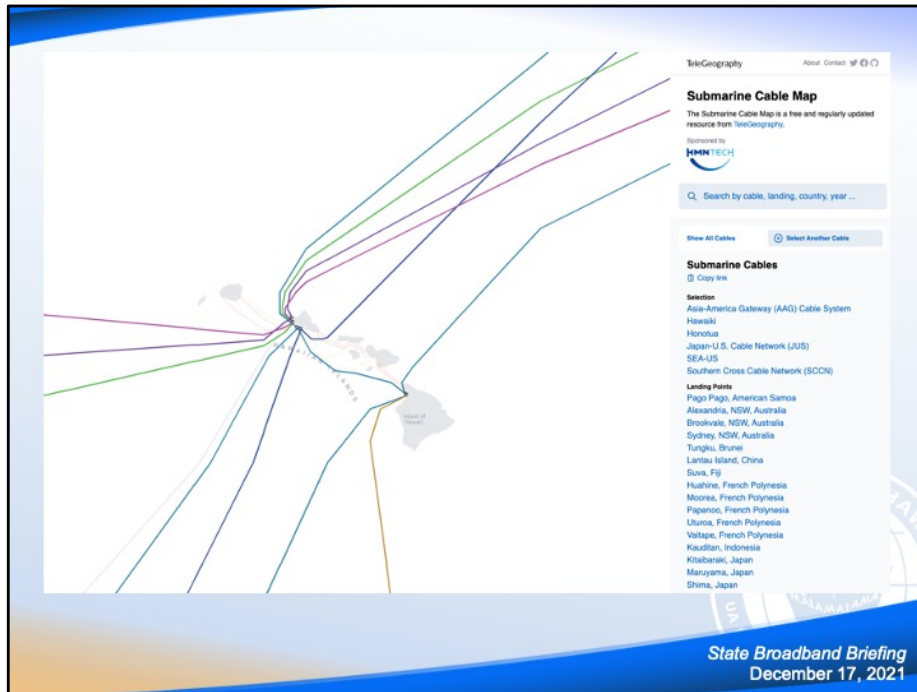 TeleGeography
About Contact
Submarine Cable Map
The Submarine Cable Map is a free and regularly updated
resource from TeleGeography.
Sponsored by
HMNTECH
Search by cable, landing, country, year ...
Show All Cables
Select Another Cable
Submarine Cables
Copy link
Selection
Asia-America Gateway (AAG) Cable System
Hawaiki
Honotua
Japan-U.S. Cable Network (JUS)
SEA-US
Southern Cross Cable Network (SCCN)
Landing Points
Pago Pago, American Samoa
Alexandria, NSW, Australia
Brookvale, NSW, Australia
Sydney, NSW, Australia
Tungku, Brunei
Lantau Island, China
Suva, Fiji
Huahine, French Polynesia
Moorea, French Polynesia
Papenoo, French Polynesia
Uturoa, French Polynesia
Vaitape, French Polynesia
Kauditan, Indonesia
Kitaibaraki, Japan
Maruyama, Japan
Shima, Japan
HAWAIIAN ISLANDS
Island of
Hawaii
State Broadband Briefing
December 17, 2021